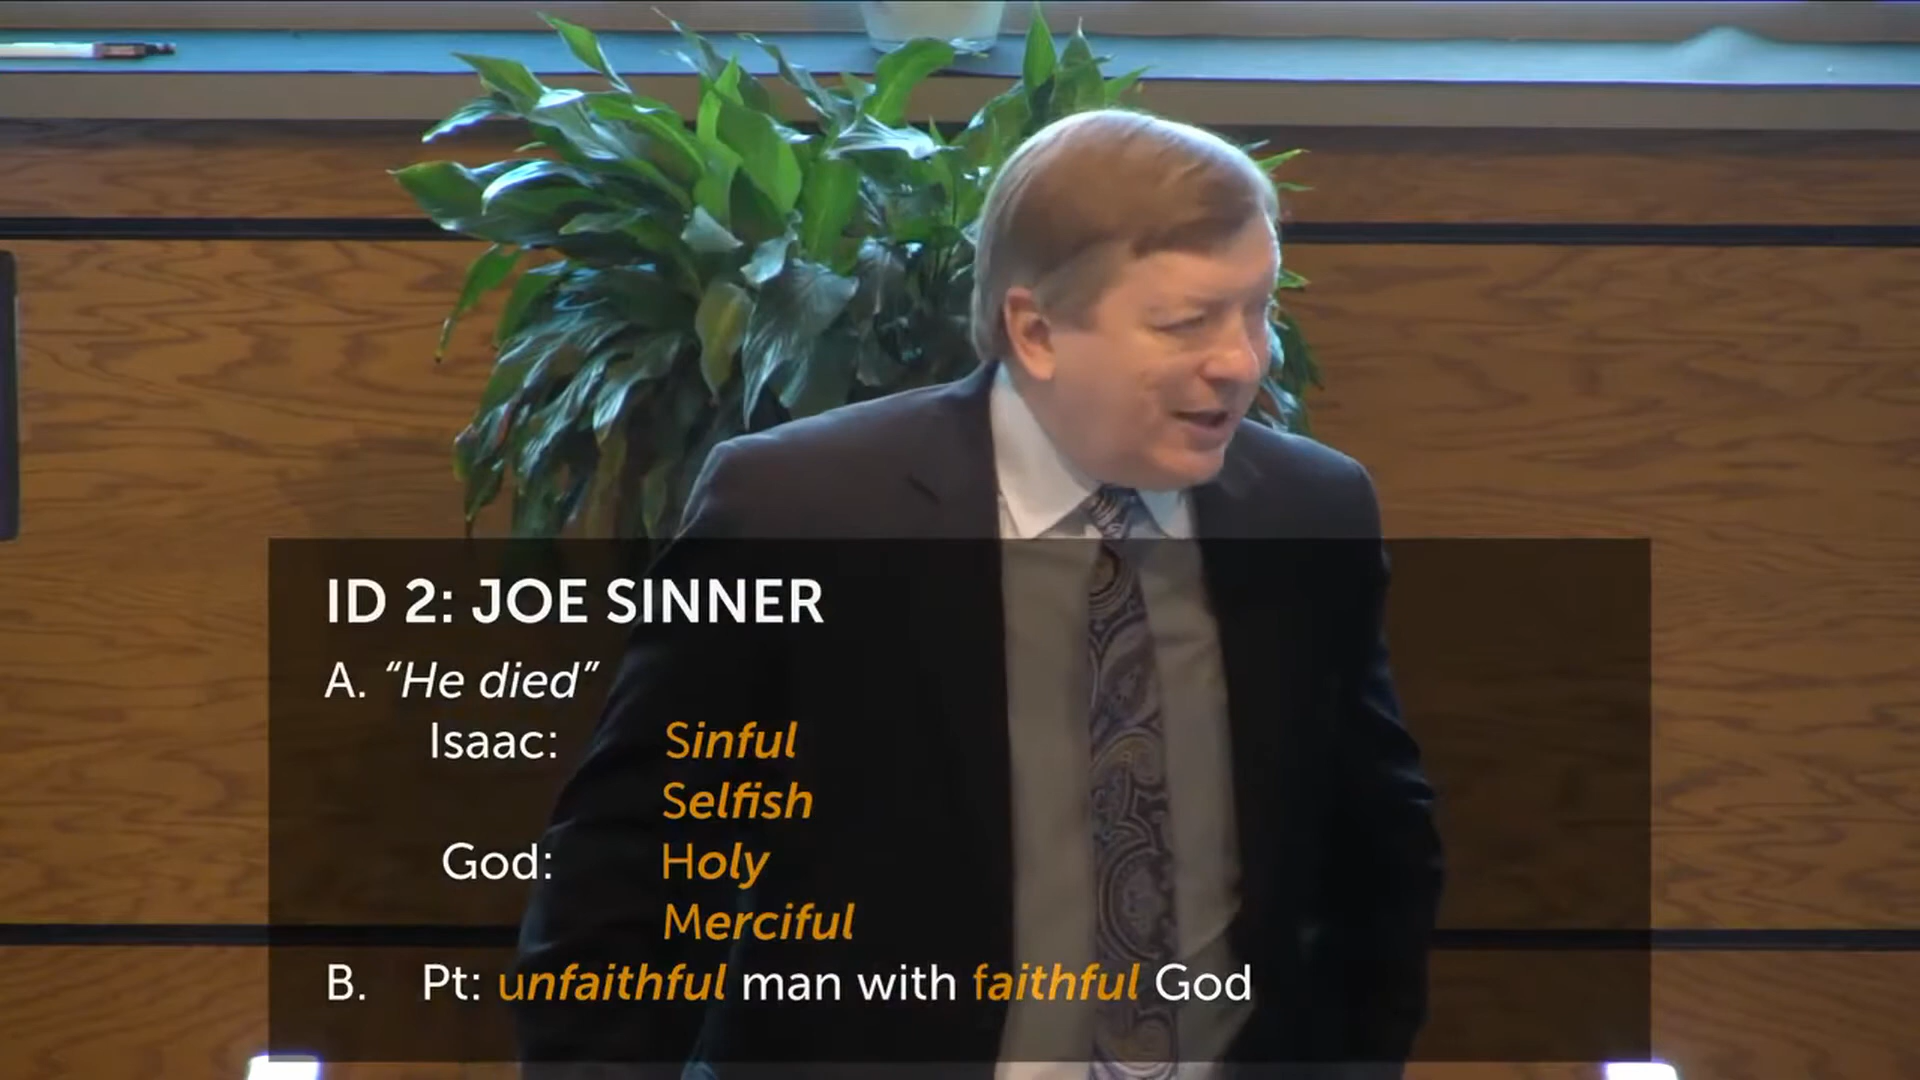 ID 2: JOE SINNER
A. “He died”
Isaac: Sinful
Selfish
God: Holy
Merciful
B. Pt: unfaithful man with faithful God